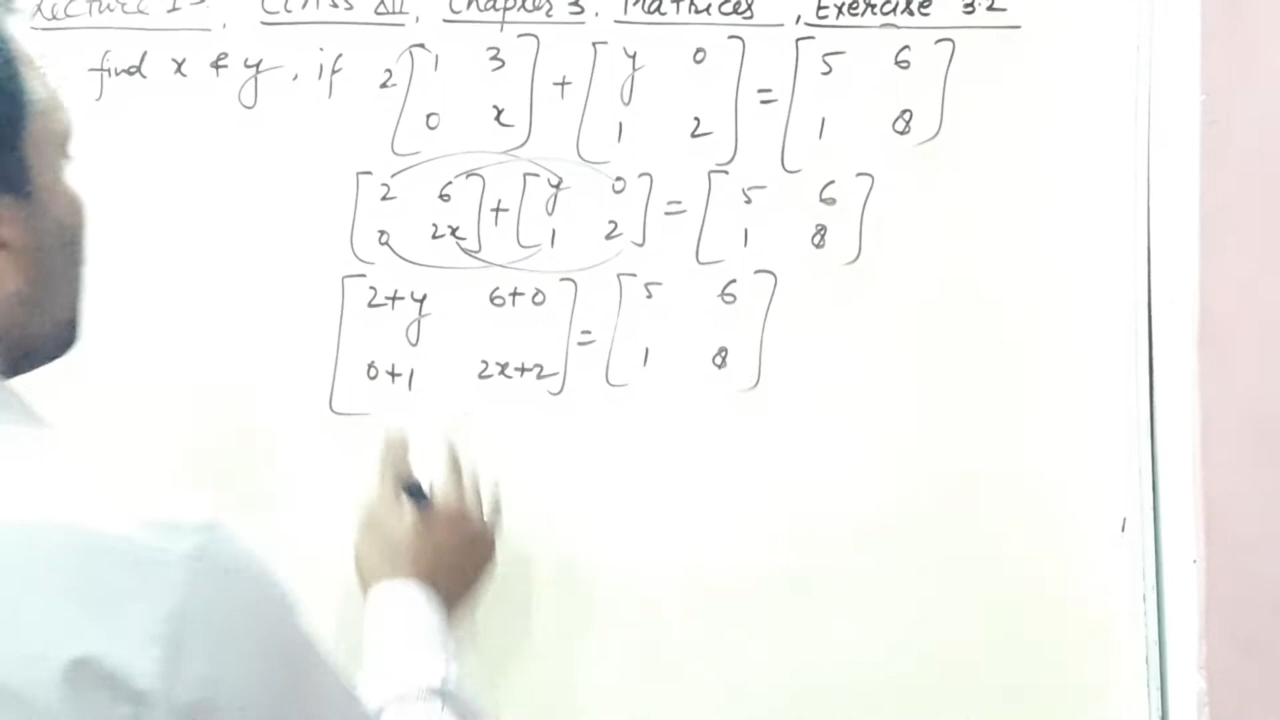 Lecture 1, Class XII, Chapter 3, Matrices, Exercise 3.2
find x & y, if 2[1 3 0 x] + [y 0 1 2] = [5 6 1 8]
[2 6 0 2x] + [y 0 1 2] = [5 6 1 8]
[2+y 6+0 0+1 2x+2] = [5 6 1 8]